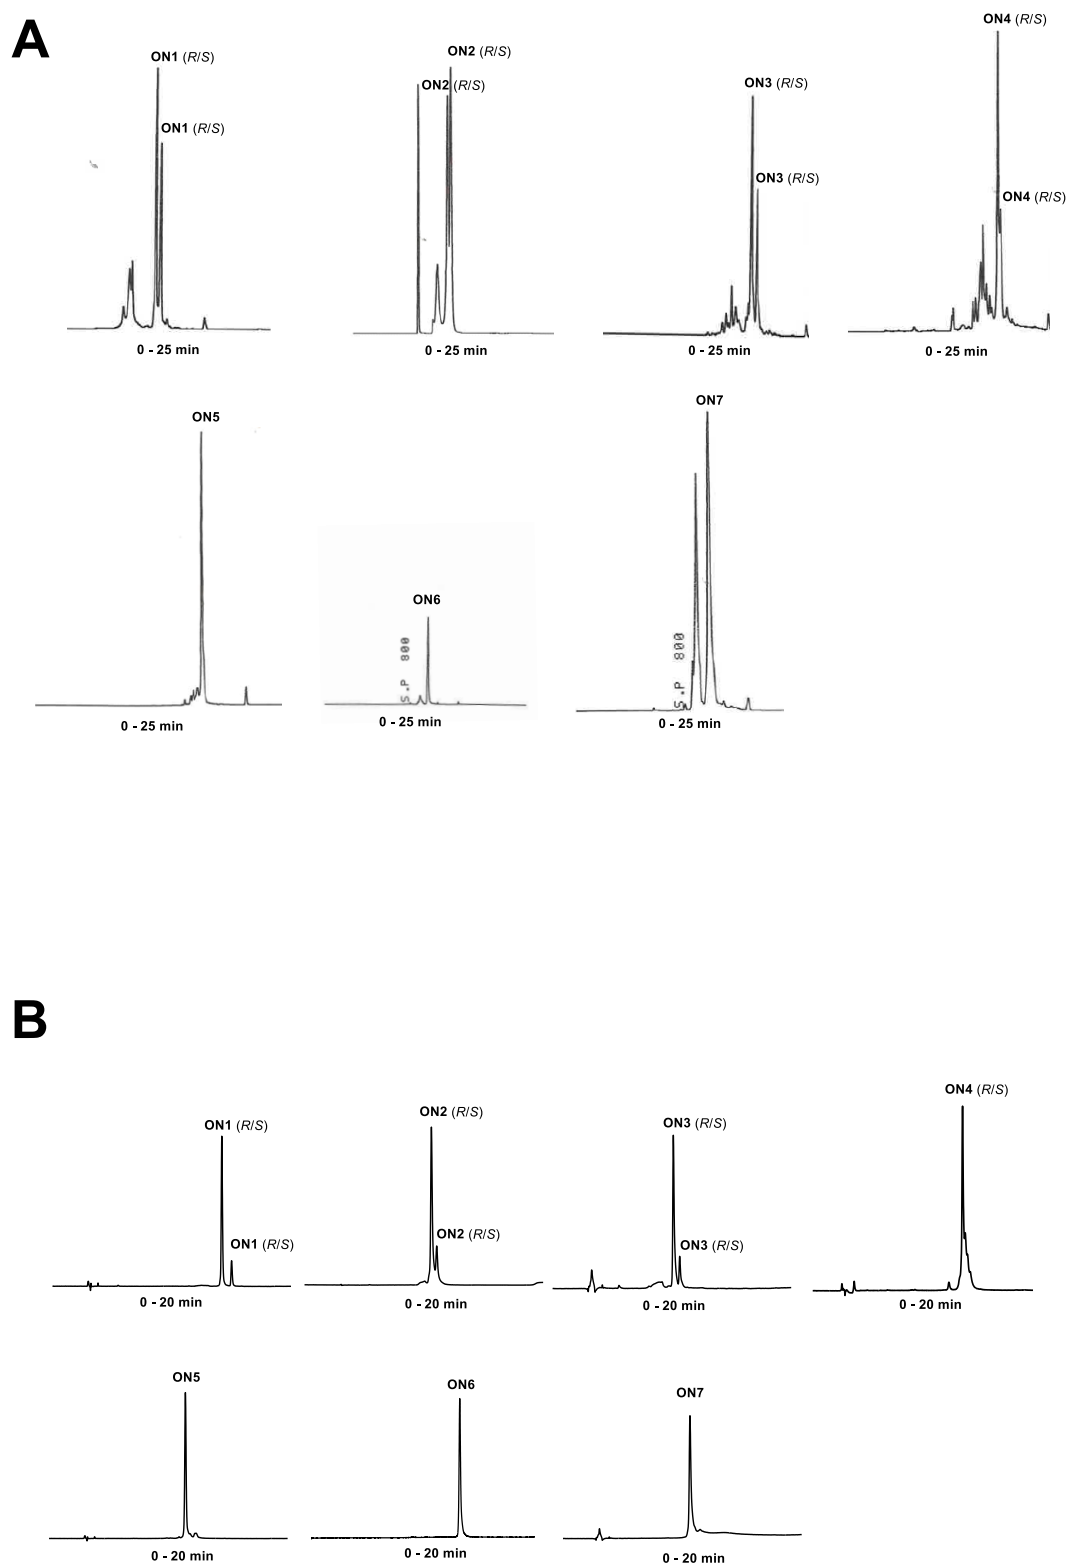 A
ON1 (R/S)
ON1 (R/S)
0 - 25 min
ON2 (R/S)
ON2 (R/S)
0 - 25 min
ON3 (R/S)
ON3 (R/S)
0 - 25 min
ON4 (R/S)
ON4 (R/S)
0 - 25 min
ON5
0 - 25 min
ON6
S.P 800
0 - 25 min
ON7
S.P 800
0 - 25 min
B
ON1 (R/S)
ON1 (R/S)
0 - 20 min
ON2 (R/S)
ON2 (R/S)
0 - 20 min
ON3 (R/S)
ON3 (R/S)
0 - 20 min
ON4 (R/S)
0 - 20 min
ON5
0 - 20 min
ON6
0 - 20 min
ON7
0 - 20 min